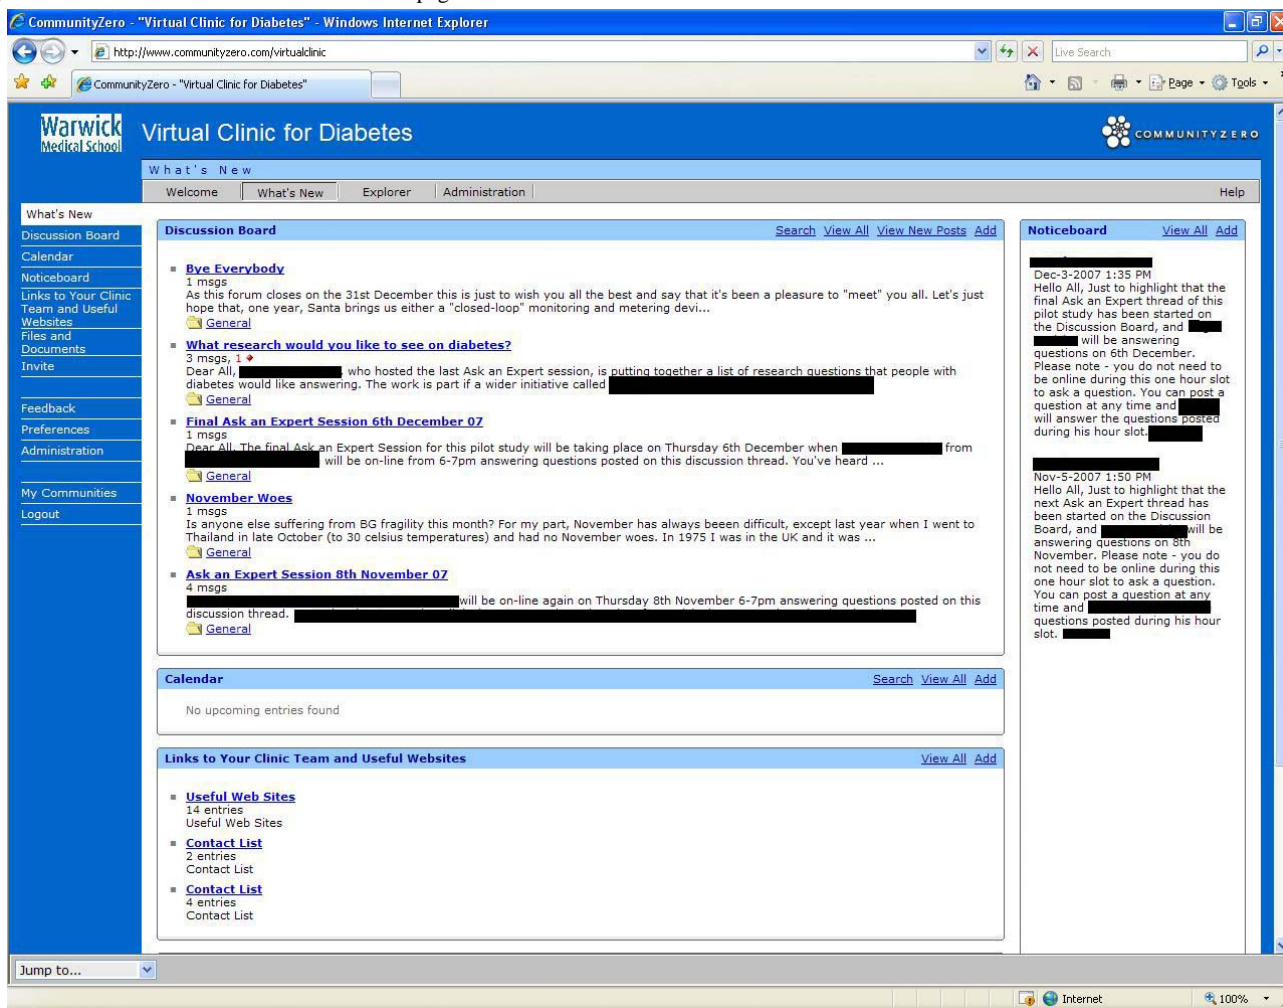 CommunityZero - "Virtual Clinic for Diabetes" - Windows Internet Explorer
http://www.communityzero.com/virtualclinic
Live Search
CommunityZero - "Virtual Clinic for Diabetes"
Page
Tools
Warwick
Medical School
Virtual Clinic for Diabetes
COMMUNITYZERO
What's New
Welcome What's New Explorer Administration Help
What's New
Discussion Board
Calendar
Noticeboard
Links to Your Clinic
Team and Useful
Websites
Files and
Documents
Invite
Feedback
Preferences
Administration
My Communities
Logout
Discussion Board Search View All View New Posts Add
Bye Everybody
1 msgs
As this forum closes on the 31st December this is just to wish you all the best and say that it's been a pleasure to "meet" you all. Let's just
hope that, one year, Santa brings us either a "closed-loop" monitoring and metering devi...
General
What research would you like to see on diabetes?
3 msgs, 1
Dear All, , who hosted the last Ask an Expert session, is putting together a list of research questions that people with
diabetes would like answering. The work is part if a wider initiative called
General
Final Ask an Expert Session 6th December 07
1 msgs
Dear All, The final Ask an Expert Session for this pilot study will be taking place on Thursday 6th December when from
will be on-line from 6-7pm answering questions posted on this discussion thread. You've heard ...
General
November Woes
1 msgs
Is anyone else suffering from BG fragility this month? For my part, November has always beeen difficult, except last year when I went to
Thailand in late October (to 30 celsius temperatures) and had no November woes. In 1975 I was in the UK and it was ...
General
Ask an Expert Session 8th November 07
4 msgs
will be on-line again on Thursday 8th November 6-7pm answering questions posted on this
discussion thread.
General
Calendar Search View All Add
No upcoming entries found
Links to Your Clinic Team and Useful Websites View All Add
Useful Web Sites
14 entries
Useful Web Sites
Contact List
2 entries
Contact List
Contact List
4 entries
Contact List
Noticeboard View All Add
Dec-3-2007 1:35 PM
Hello All, Just to highlight that the
final Ask an Expert thread of this
pilot study has been started on
the Discussion Board, and
will be answering
questions on 6th December.
Please note - you do not need to
be online during this one hour slot
to ask a question. You can post a
question at any time and
will answer the questions posted
during his hour slot.
Nov-5-2007 1:50 PM
Hello All, Just to highlight that the
next Ask an Expert thread has
been started on the Discussion
Board, and will be
answering questions on 8th
November. Please note - you do
not need to be online during this
one hour slot to ask a question.
You can post a question at any
time and
questions posted during his hour
slot.
Jump to...
Internet 100%